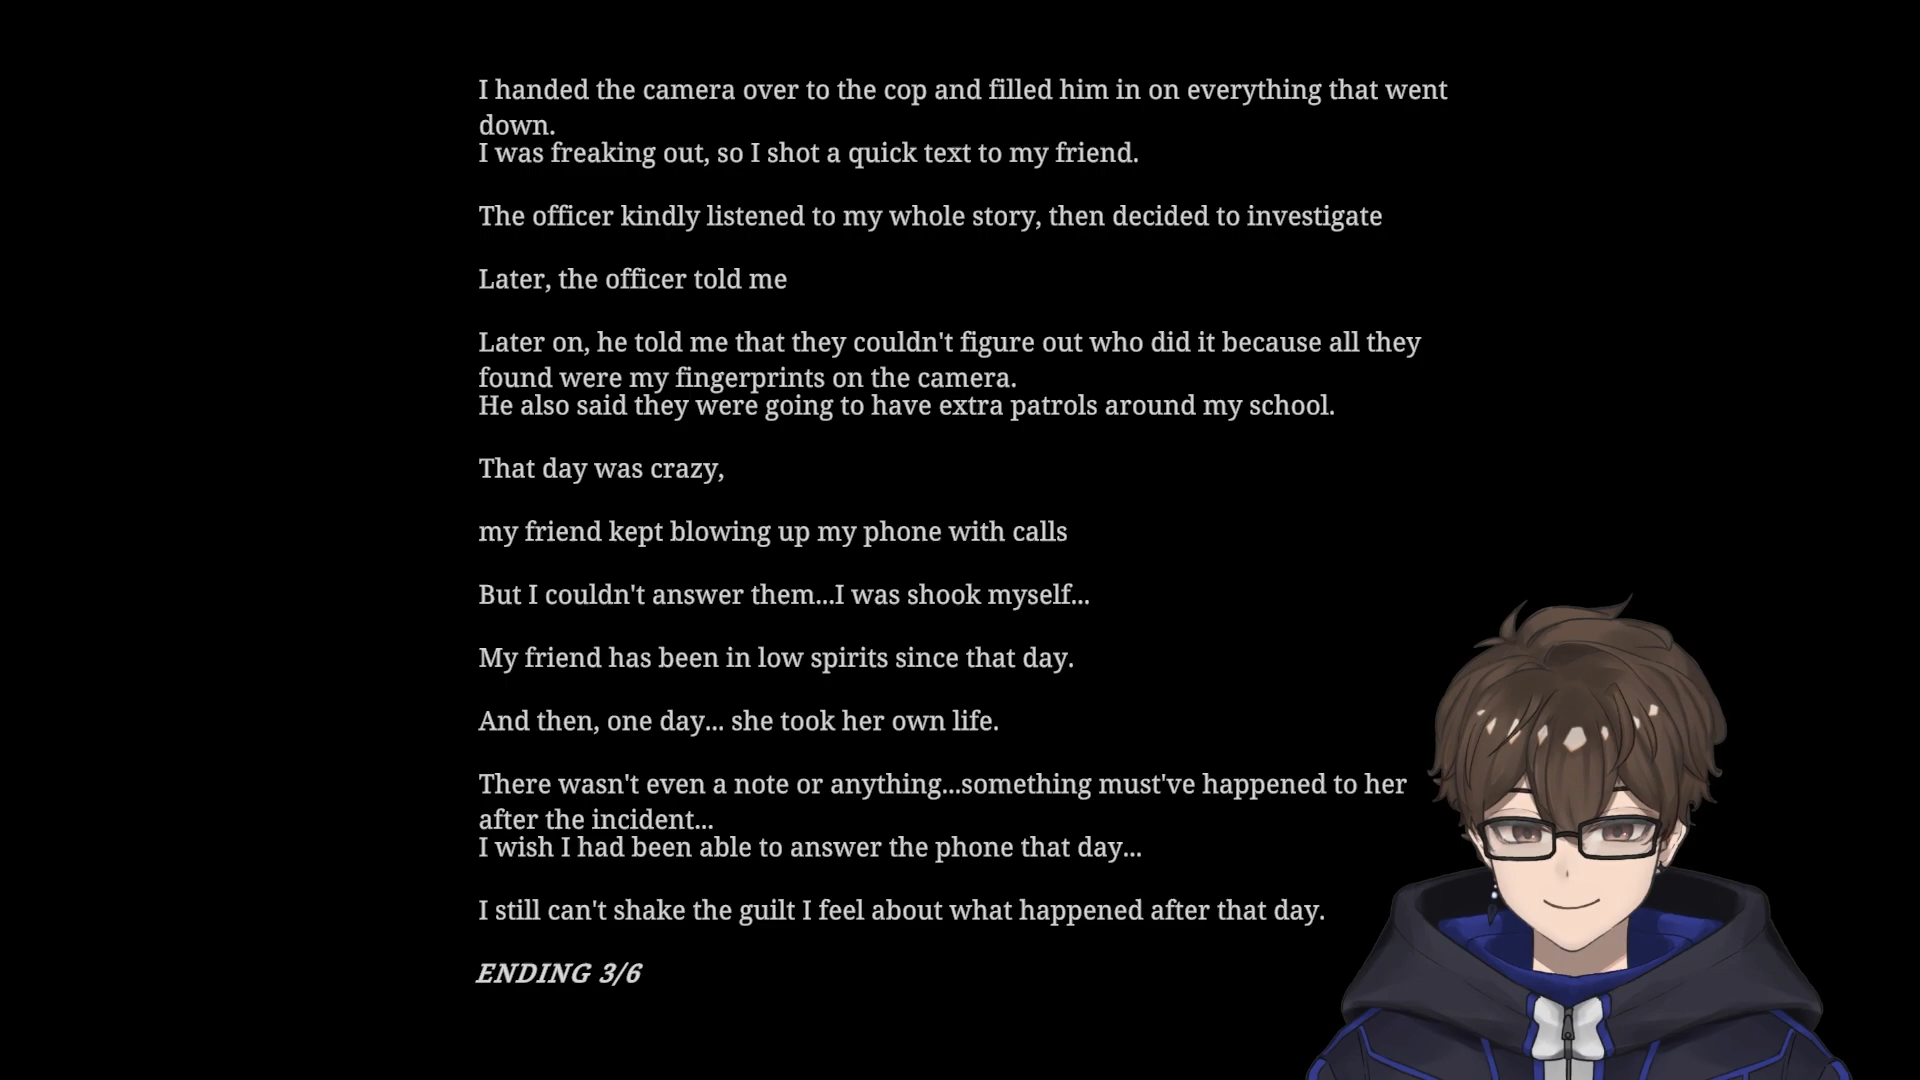 I handed the camera over to the cop and filled him in on everything that went
down.
I was freaking out, so I shot a quick text to my friend.
The officer kindly listened to my whole story, then decided to investigate
Later, the officer told me
Later on, he told me that they couldn't figure out who did it because all they
found were my fingerprints on the camera.
He also said they were going to have extra patrols around my school.
That day was crazy,
my friend kept blowing up my phone with calls
But I couldn't answer them...I was shook myself...
My friend has been in low spirits since that day.
And then, one day... she took her own life.
There wasn't even a note or anything...something must've happened to her
after the incident...
I wish I had been able to answer the phone that day...
I still can't shake the guilt I feel about what happened after that day.
ENDING 3/6